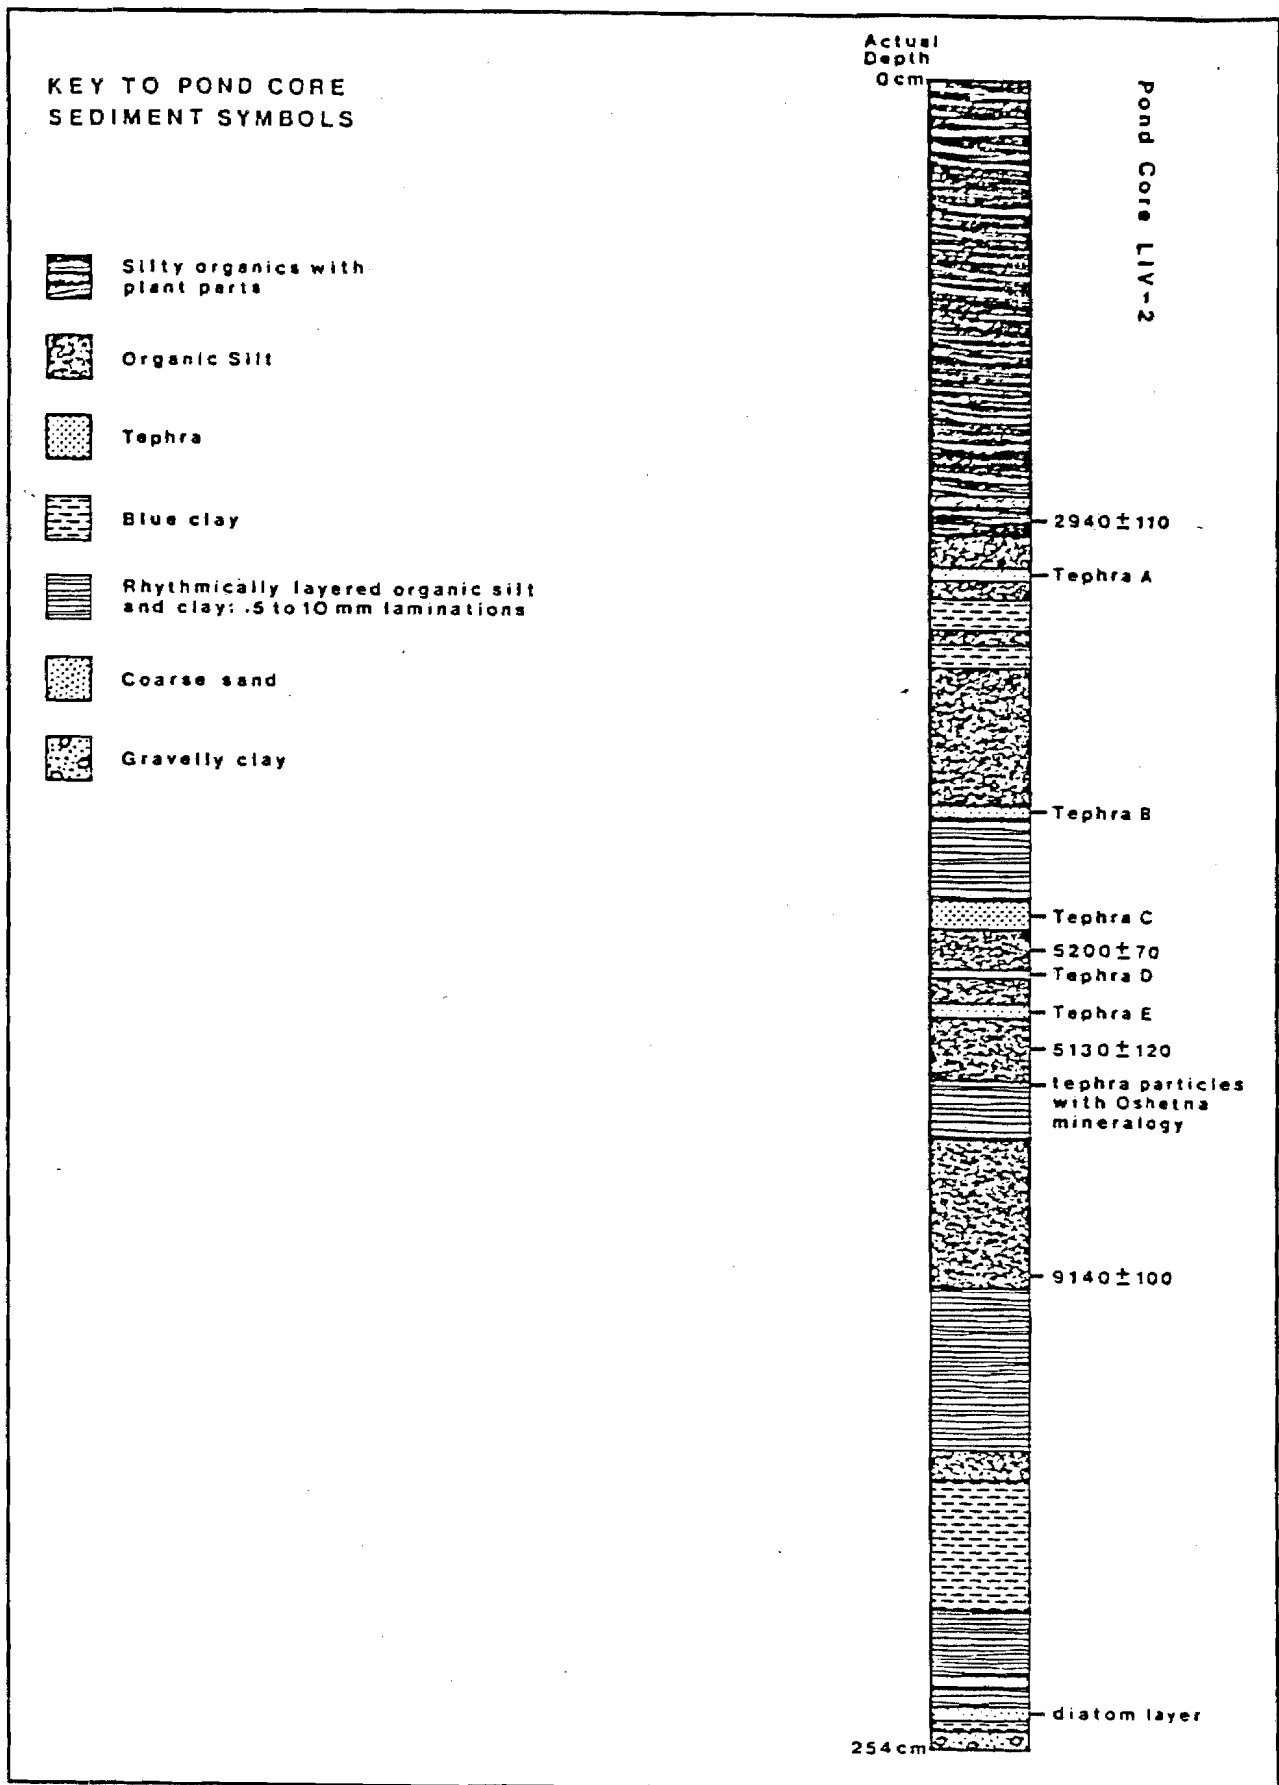 KEY TO POND CORE
SEDIMENT SYMBOLS
Silty organics with
plant parts
Organic Silt
Tephra
Blue clay
Rhythmically layered organic silt
and clay: .5 to 10 mm laminations
Coarse sand
Gravelly clay
Actual
Depth
0cm
Pond Core LIV-2
2940±110
Tephra A
Tephra B
Tephra C
5200±70
Tephra D
Tephra E
5130±120
tephra particles
with Oshetna
mineralogy
9140±100
diatom layer
254cm